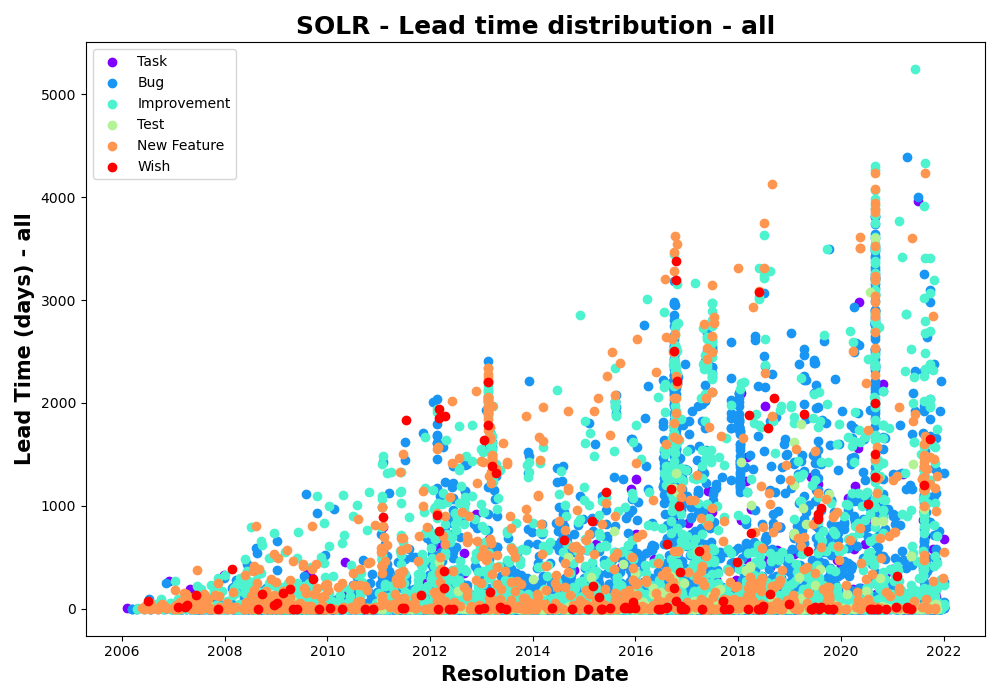 SOLR - Lead time distribution - all
Task
Bug
Improvement
Test
New Feature
Wish
Lead Time (days) - all
5000
4000
3000
2000
1000
0
2006 2008 2010 2012 2014 2016 2018 2020 2022
Resolution Date